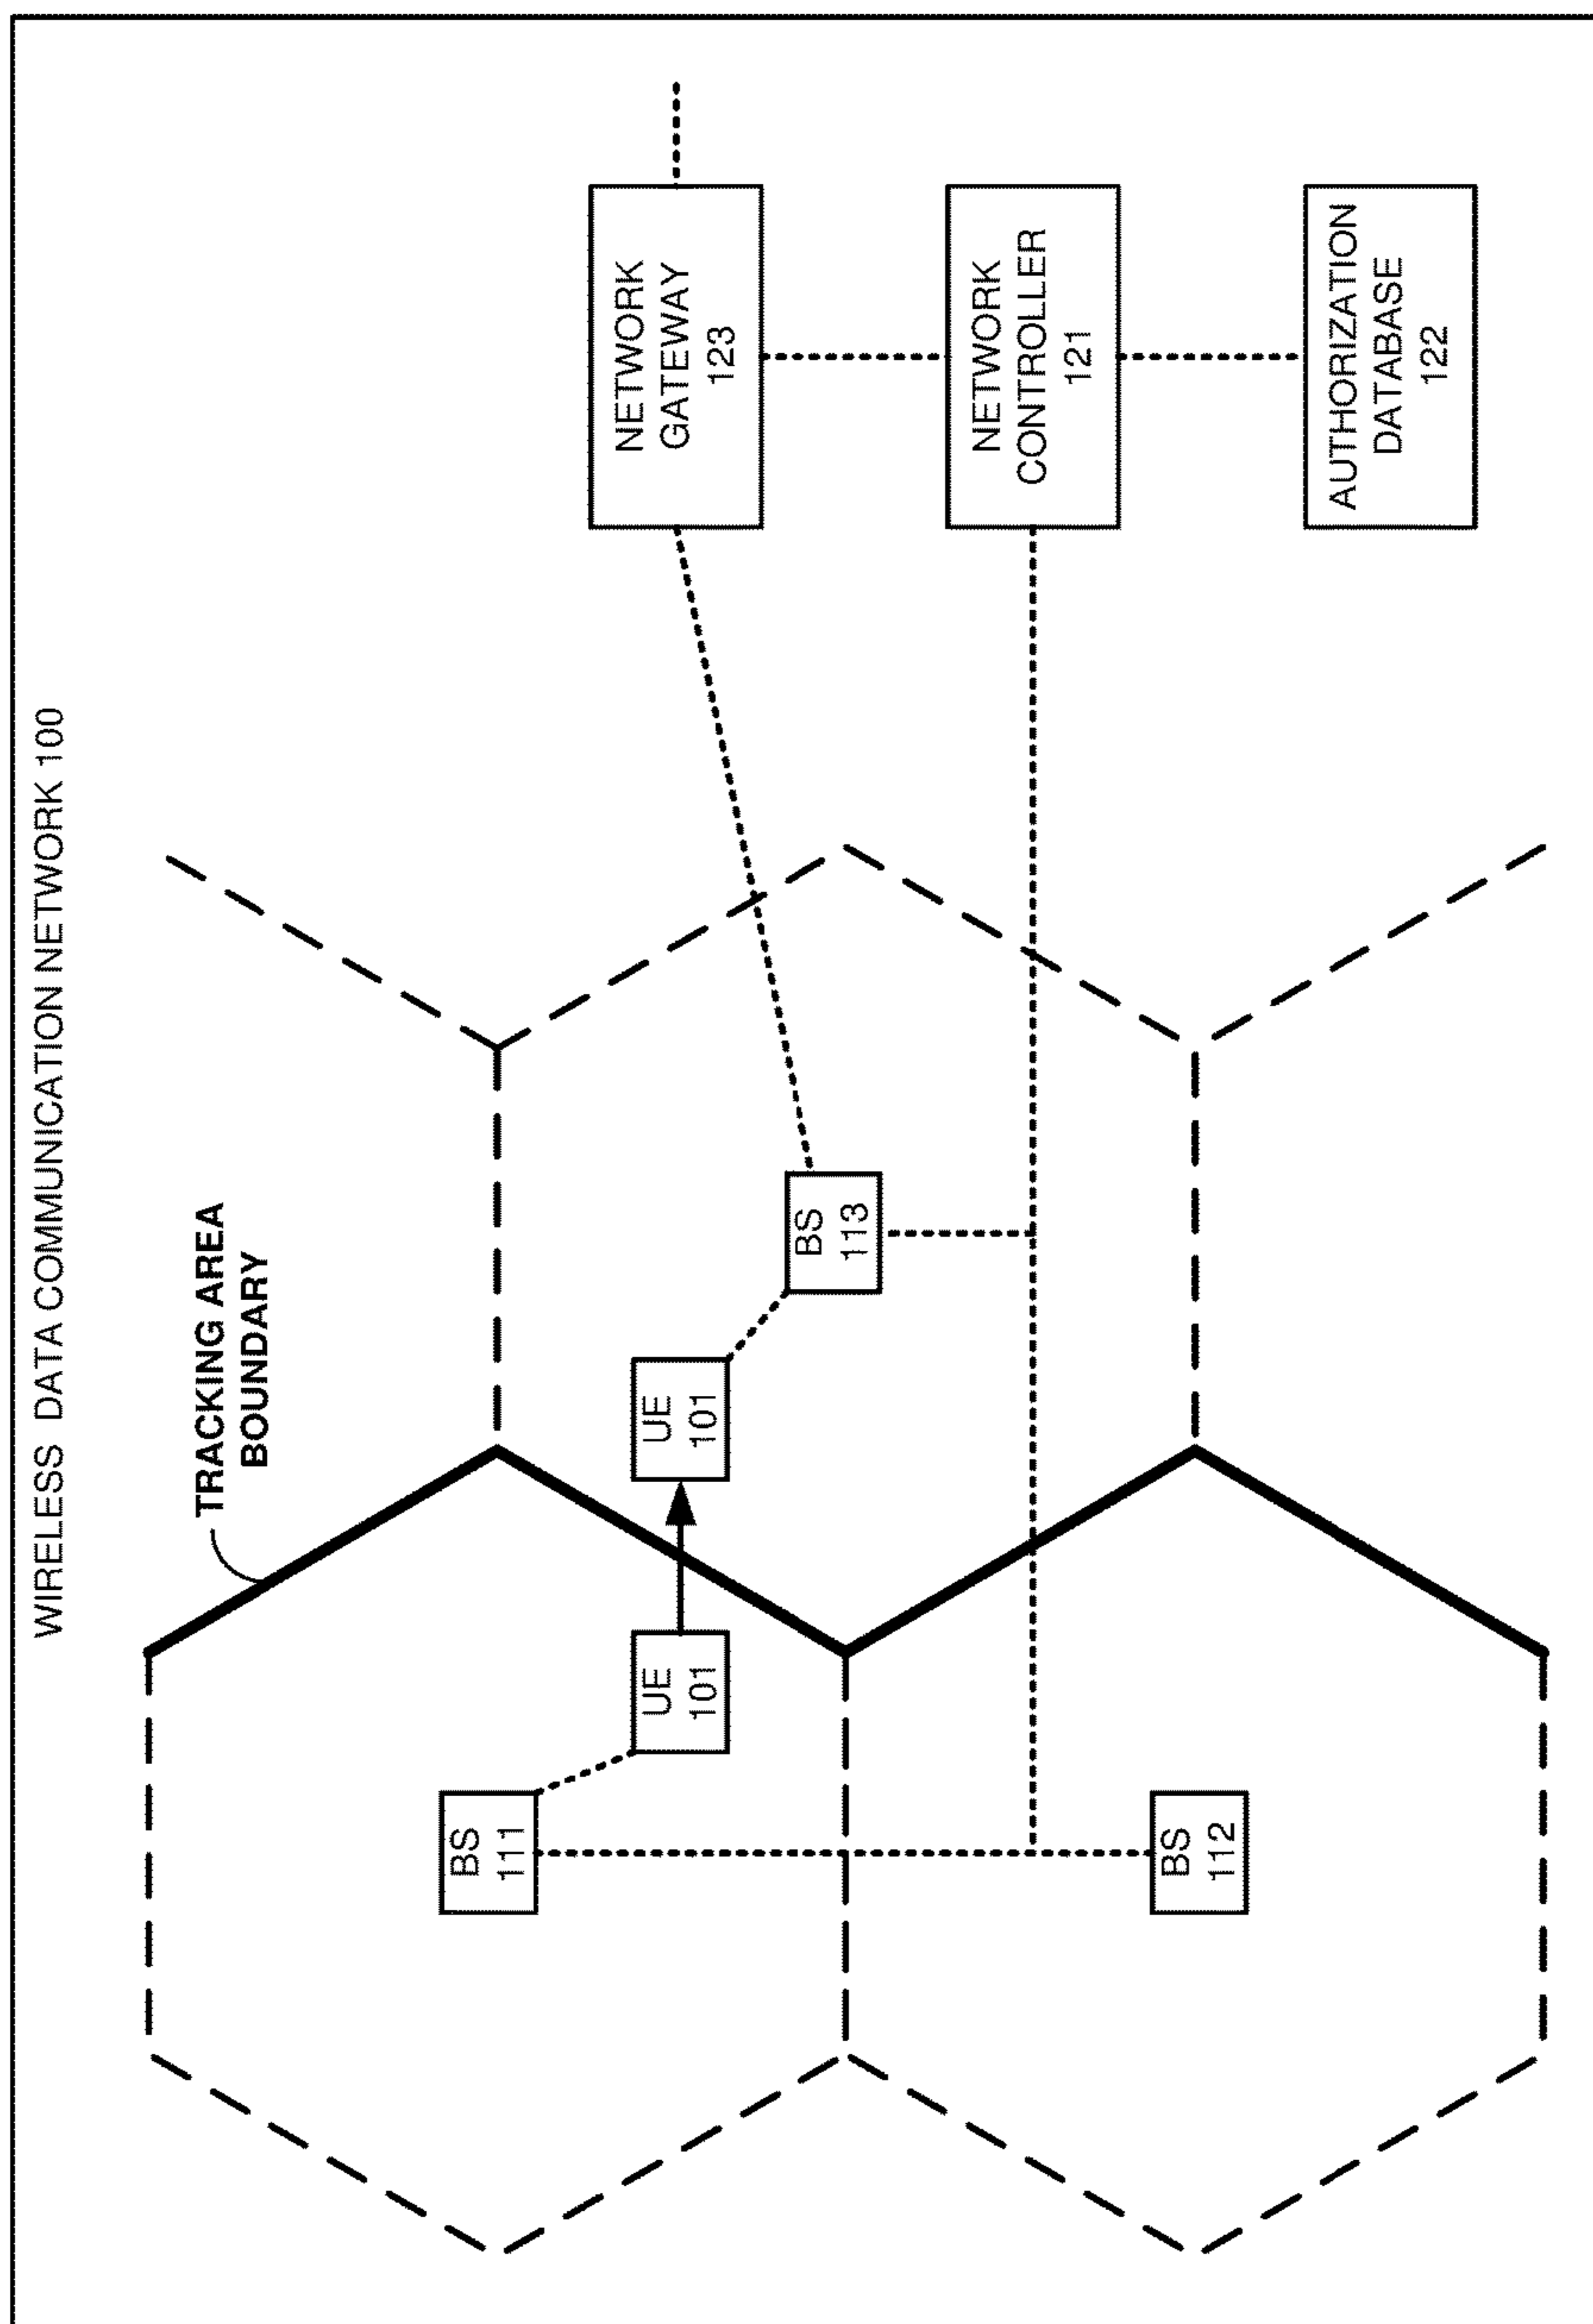 WIRELESS DATA COMMUNICATION NETWORK 100
TRACKING AREA
BOUNDARY
BS
111
UE
101
UE
101
BS
113
BS
112
NETWORK
GATEWAY
123
NETWORK
CONTROLLER
121
AUTHORIZATION
DATABASE
122